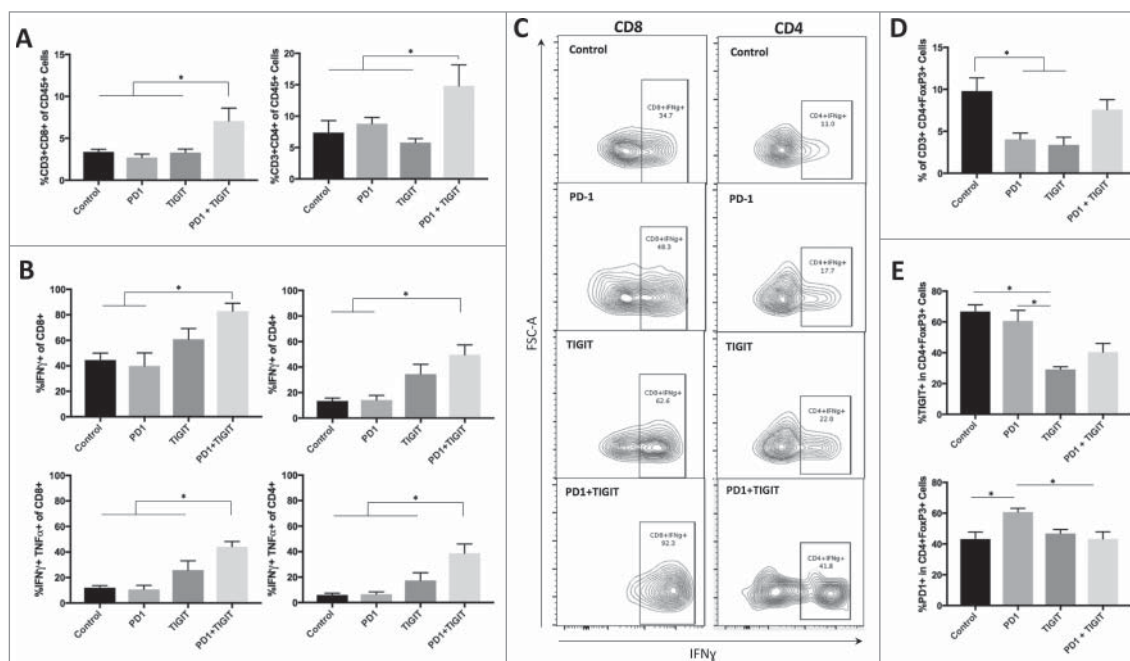 A
%CD3+CD8+ of CD45+ Cells
15
10
5
0
*
Control
PD1
TIGIT
PD1 + TIGIT
%CD3+CD4+ of CD45+ Cells
20
15
10
5
0
*
Control
PD1
TIGIT
PD1 + TIGIT
B
%IFNγ+ of CD8+
100
80
60
40
20
0
*
Control
PD1
TIGIT
PD1+TIGIT
%IFNγ+ of CD4+
100
80
60
40
20
0
*
Control
PD1
TIGIT
PD1+TIGIT
%IFNγ+ TNFα+ of CD8+
100
80
60
40
20
0
*
Control
PD1
TIGIT
PD1+TIGIT
%IFNγ+ TNFα+ of CD4+
100
80
60
40
20
0
*
Control
PD1
TIGIT
PD1+TIGIT
C
CD8
CD4
Control
CD8+IFNg+
34.7
Control
CD4+IFNg+
11.0
PD-1
CD8+IFNg+
48.3
PD-1
CD4+IFNg+
17.7
TIGIT
CD8+IFNg+
62.6
TIGIT
CD4+IFNg+
22.0
PD1+TIGIT
CD8+IFNg+
92.3
PD1+TIGIT
CD4+IFNg+
41.8
FSC-A
IFNɣ
D
% of CD3+ CD4+FoxP3+ Cells
15
10
5
0
*
Control
PD1
TIGIT
PD1 + TIGIT
E
%TIGIT+ in CD4+FoxP3+ Cells
80
60
40
20
0
*
*
Control
PD1
TIGIT
PD1 + TIGIT
%PD1+ in CD4+FoxP3+ Cells
80
60
40
20
0
*
*
Control
PD1
TIGIT
PD1 + TIGIT